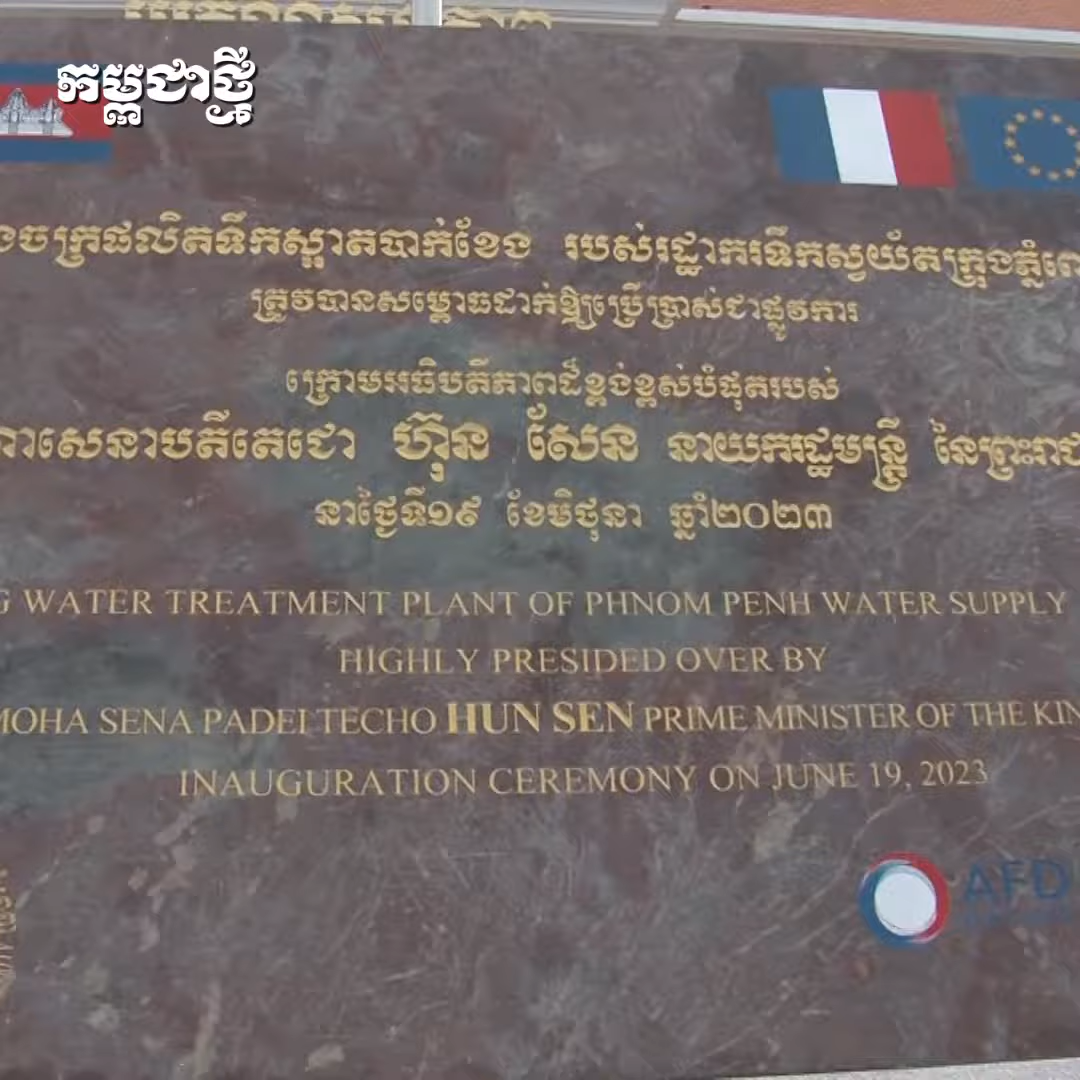 កម្ពុជាថ្មី
ងចក្រផលិតទឹកស្អាតបាក់ខែង របស់រដ្ឋាករទឹកស្វយ័តក្រុងភ្នំពេ
ត្រូវបានសម្ពោធដាក់ឱ្យប្រើប្រាស់ជាផ្លូវការ
ក្រោមអធិបតីភាពដ៏ខ្ពង់ខ្ពស់បំផុតរបស់
ហាសេនាបតីតេជោ ហ៊ុន សែន នាយករដ្ឋមន្ត្រី នៃព្រះរាជ
នាថ្ងៃទី១៩ ខែមិថុនា ឆ្នាំ២០២៣
G WATER TREATMENT PLANT OF PHNOM PENH WATER SUPPLY
HIGHLY PRESIDED OVER BY
MOHA SENA PADEI TECHO HUN SEN PRIME MINISTER OF THE KIN
INAUGURATION CEREMONY ON JUNE 19, 2023
AFD